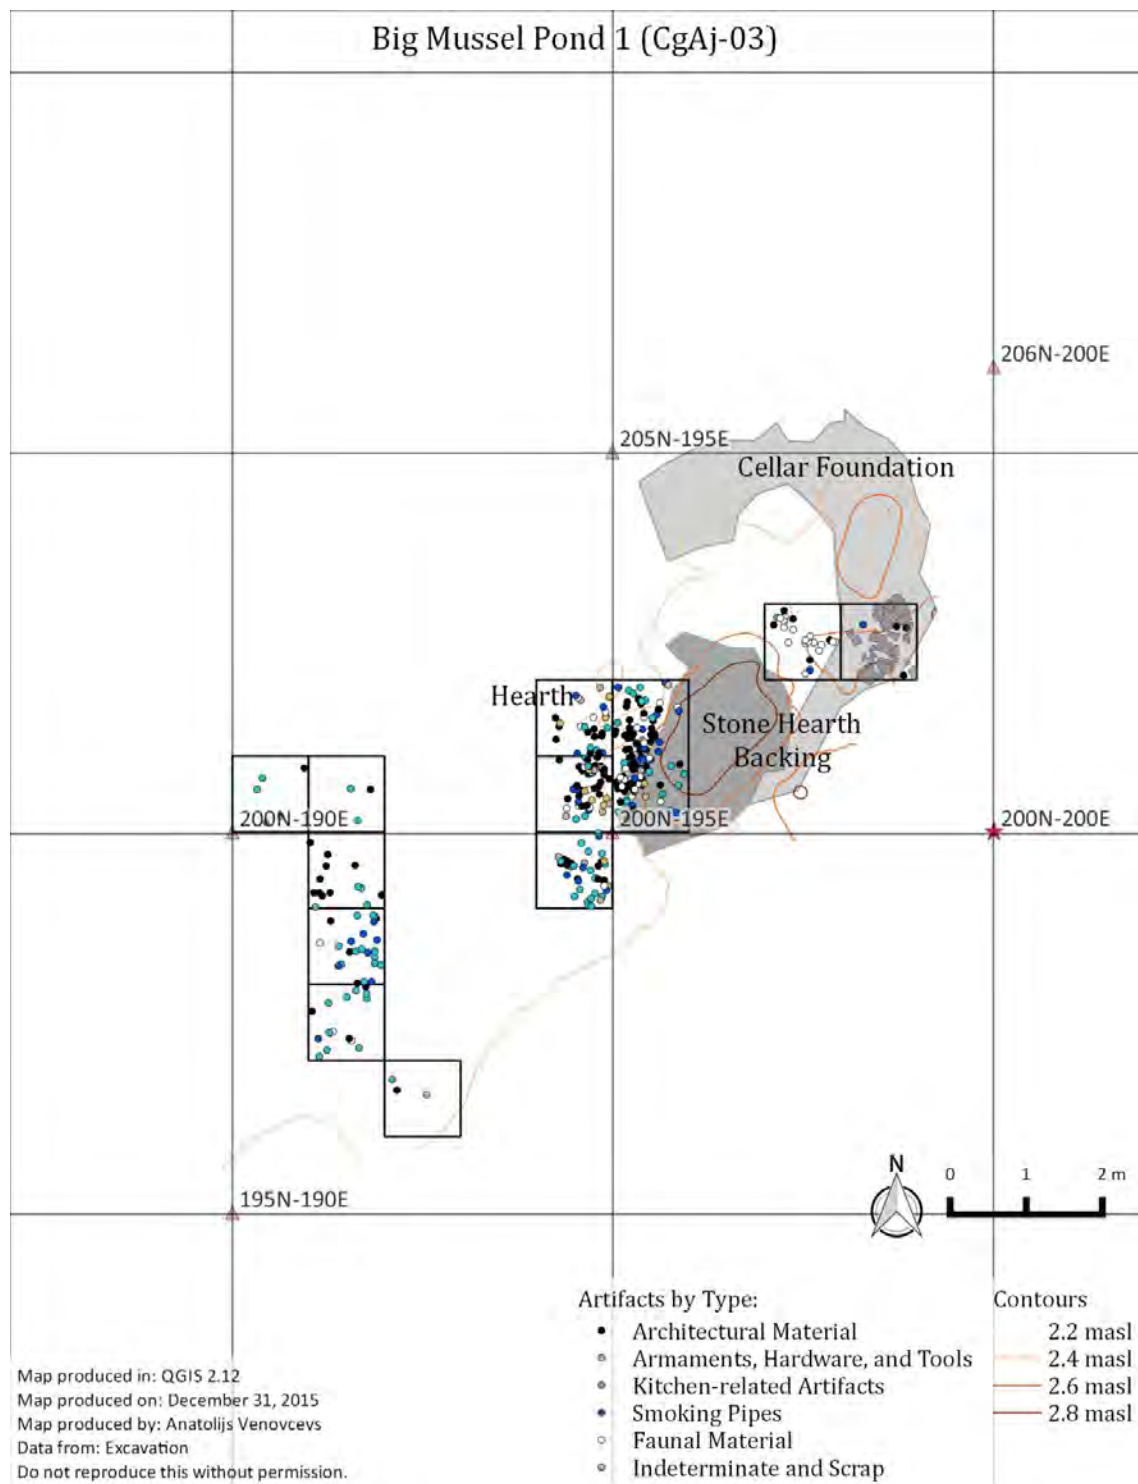 Big Mussel Pond 1 (CgAj-03)
206N-200E
205N-195E
Cellar Foundation
Hearth
Stone Hearth
Backing
200N-190E
200N-195E
200N-200E
195N-190E
N
0 1 2 m
Artifacts by Type:
Architectural Material
Armaments, Hardware, and Tools
Kitchen-related Artifacts
Smoking Pipes
Faunal Material
Indeterminate and Scrap
Contours
2.2 masl
2.4 masl
2.6 masl
2.8 masl
Map produced in: QGIS 2.12
Map produced on: December 31, 2015
Map produced by: Anatolijs Venovcevs
Data from: Excavation
Do not reproduce this without permission.